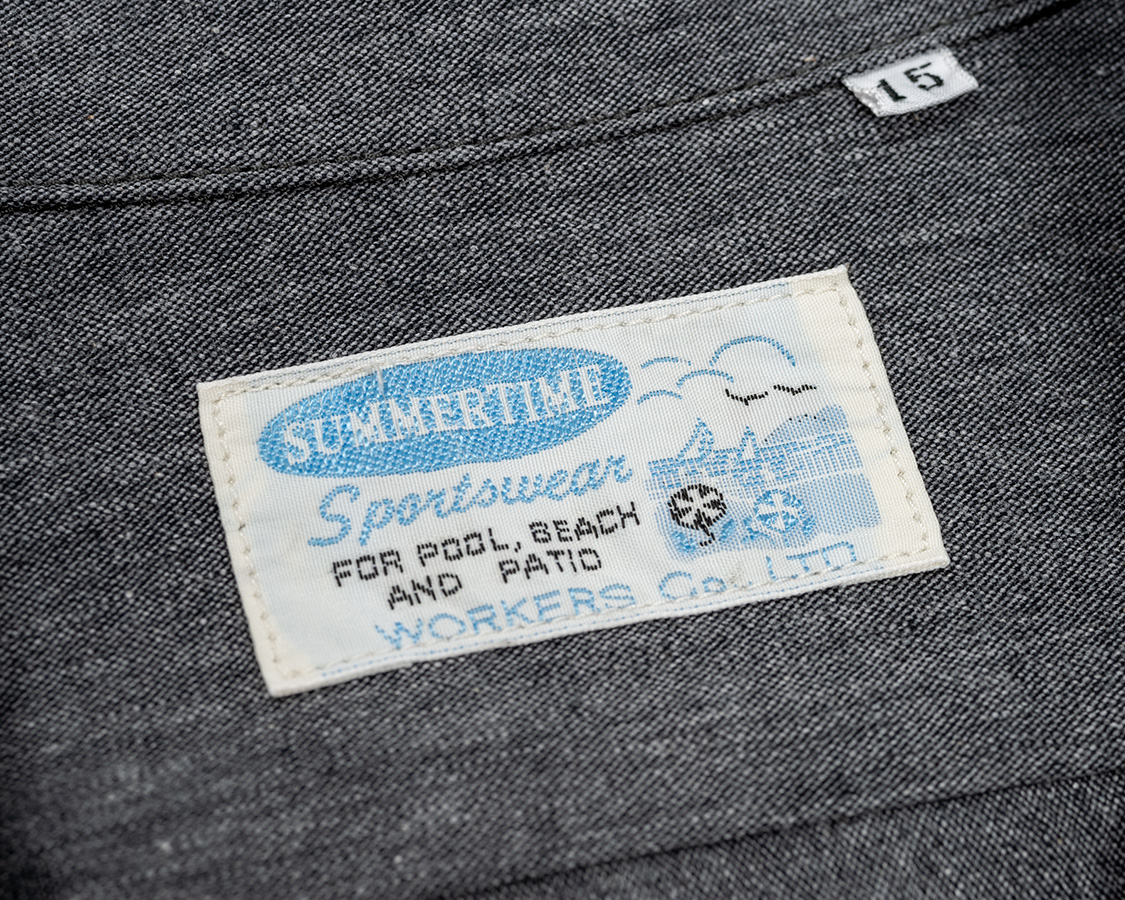 15
SUMMERTIME
Sportswear
FOR POOL, BEACH
AND PATIO
WORKERS Co., LTD